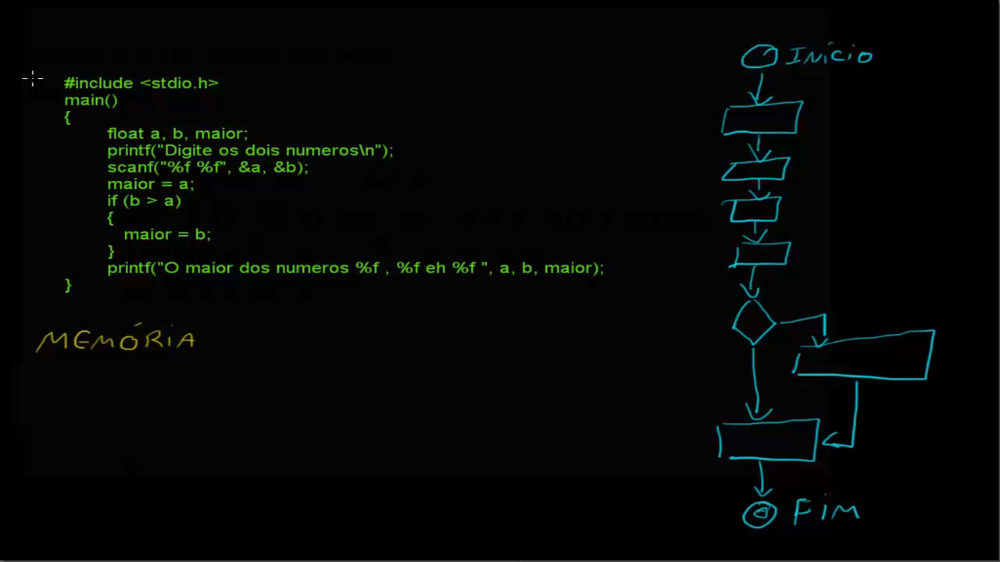 #include <stdio.h>
main()
{
float a, b, maior;
printf("Digite os dois numeros\n");
scanf("%f %f", &a, &b);
maior = a;
if (b > a)
{
maior = b;
}
printf("O maior dos numeros %f , %f eh %f ", a, b, maior);
}
MEMÓRIA
INÍCIO
FIM